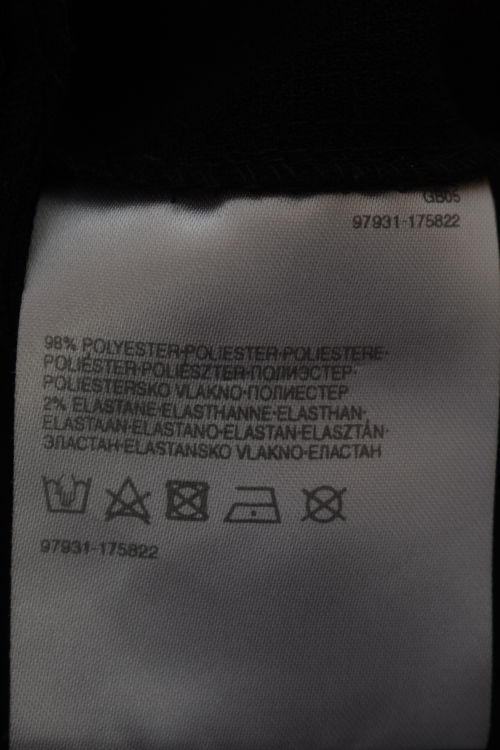 GB05
97931-175822
98% POLYESTER·POLIESTER·POLIESTERE·
POLIÉSTER·POLIÉSZTER·ПОЛИЭСТЕР·
POLIESTERSKO VLAKNO·ПОЛИЕСТЕР
2% ELASTANE·ELASTHANNE·ELASTHAN·
ELASTAAN·ELASTANO·ELASTAN·ELASZTÁN·
ЭЛАСТАН·ELASTANSKO VLAKNO·ЕЛАСТАН
97931-175822